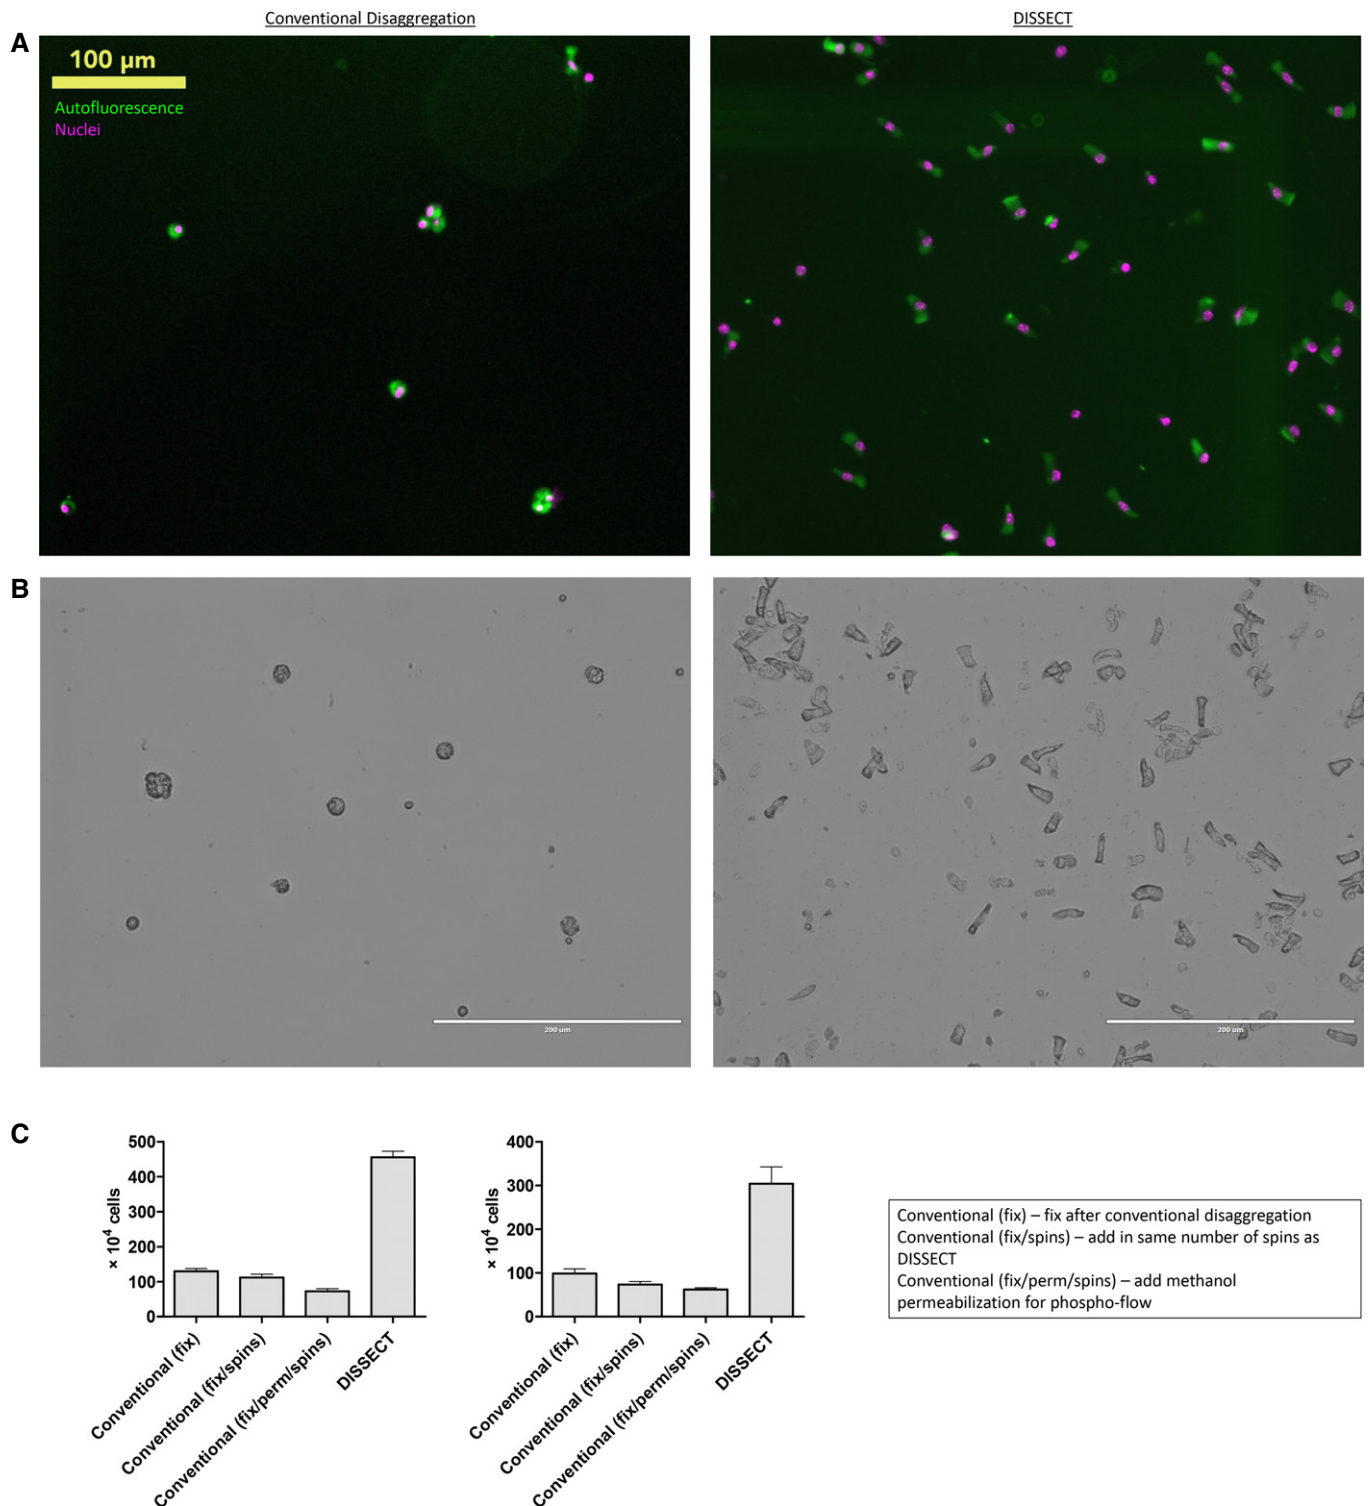 Conventional Disaggregation
DISSECT
A
100 µm
Autofluorescence
Nuclei
B
200 um
200 um
C
500
400
300
200
100
0
× 10⁴ cells
Conventional (fix)
Conventional (fix/spins)
Conventional (fix/perm/spins)
DISSECT
400
300
200
100
0
× 10⁴ cells
Conventional (fix)
Conventional (fix/spins)
Conventional (fix/perm/spins)
DISSECT
Conventional (fix) – fix after conventional disaggregation
Conventional (fix/spins) – add in same number of spins as
DISSECT
Conventional (fix/perm/spins) – add methanol
permeabilization for phospho-flow